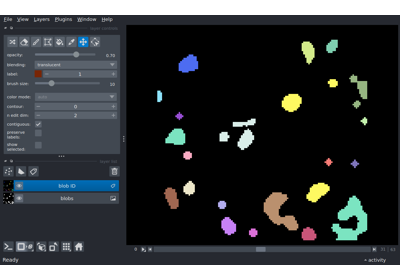 File View Layers Plugins Window Help
opacity: 0.70
blending: translucent
label: 1
brush size: 10
color mode:
contour: 0
n edit dim: 2
contiguous:
preserve
labels:
show
selected:
blob ID
blobs
Ready
activity